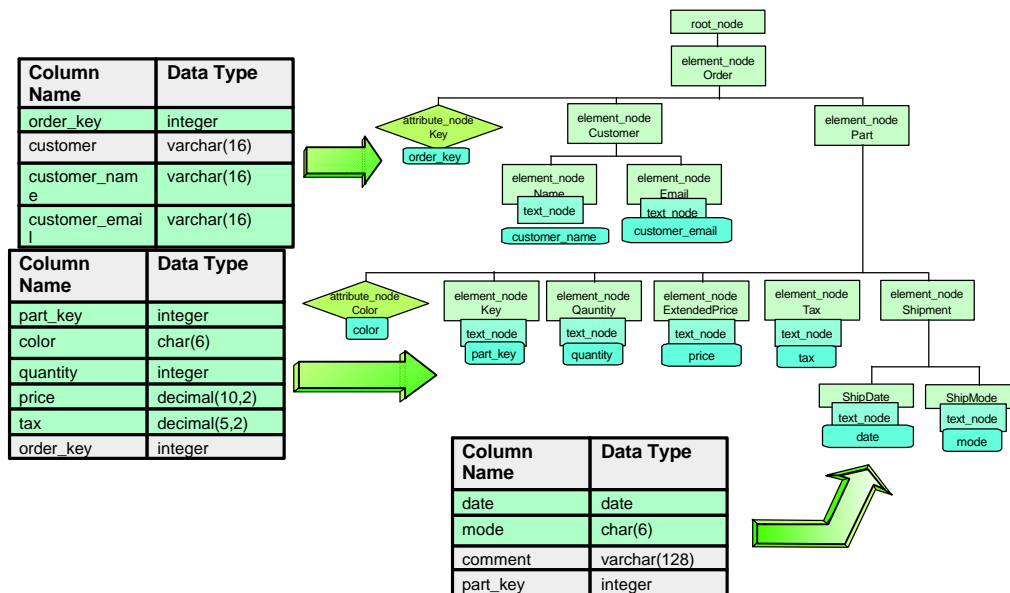 root_node
element_node
Order
attribute_node
Key
order_key
element_node
Customer
element_node
Part
element_node
Name
text_node
customer_name
element_node
Email
text_node
customer_email
Column Name
Data Type
order_key
integer
customer
varchar(16)
customer_nam
e
varchar(16)
customer_emai
l
varchar(16)
Column
Name
Data Type
part_key
integer
color
char(6)
quantity
integer
price
decimal(10,2)
tax
decimal(5,2)
order_key
integer
attribute_node
Color
color
element_node
Key
text_node
part_key
element_node
Qauntity
text_node
quantity
element_node
ExtendedPrice
text_node
price
element_node
Tax
text_node
tax
element_node
Shipment
ShipDate
text_node
date
ShipMode
text_node
mode
Column
Name
Data Type
date
date
mode
char(6)
comment
varchar(128)
part_key
integer